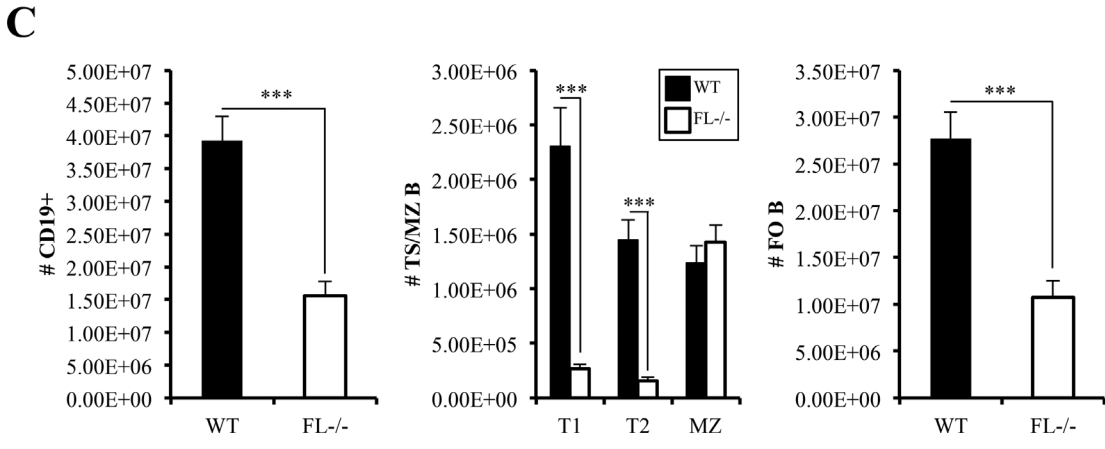 C
# CD19+
5.00E+07
4.50E+07
4.00E+07
3.50E+07
3.00E+07
2.50E+07
2.00E+07
1.50E+07
1.00E+07
5.00E+06
0.00E+00
***
WT FL-/-
# TS/MZ B
3.00E+06
2.50E+06
2.00E+06
1.50E+06
1.00E+06
5.00E+05
0.00E+00
***
***
WT
FL-/-
T1 T2 MZ
# FO B
3.50E+07
3.00E+07
2.50E+07
2.00E+07
1.50E+07
1.00E+07
5.00E+06
0.00E+00
***
WT FL-/-